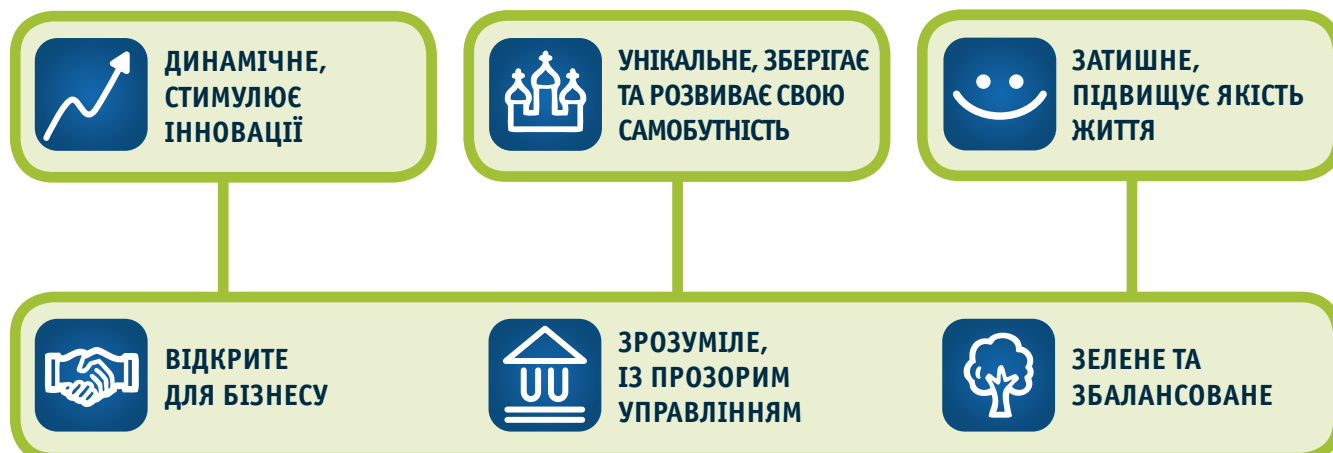 ДИНАМІЧНЕ,
СТИМУЛЮЄ
ІННОВАЦІЇ
УНІКАЛЬНЕ, ЗБЕРІГАЄ
ТА РОЗВИВАЄ СВОЮ
САМОБУТНІСТЬ
ЗАТИШНЕ,
ПІДВИЩУЄ ЯКІСТЬ
ЖИТТЯ
ВІДКРИТЕ
ДЛЯ БІЗНЕСУ
ЗРОЗУМІЛЕ,
ІЗ ПРОЗОРИМ
УПРАВЛІННЯМ
ЗЕЛЕНЕ ТА
ЗБАЛАНСОВАНЕ